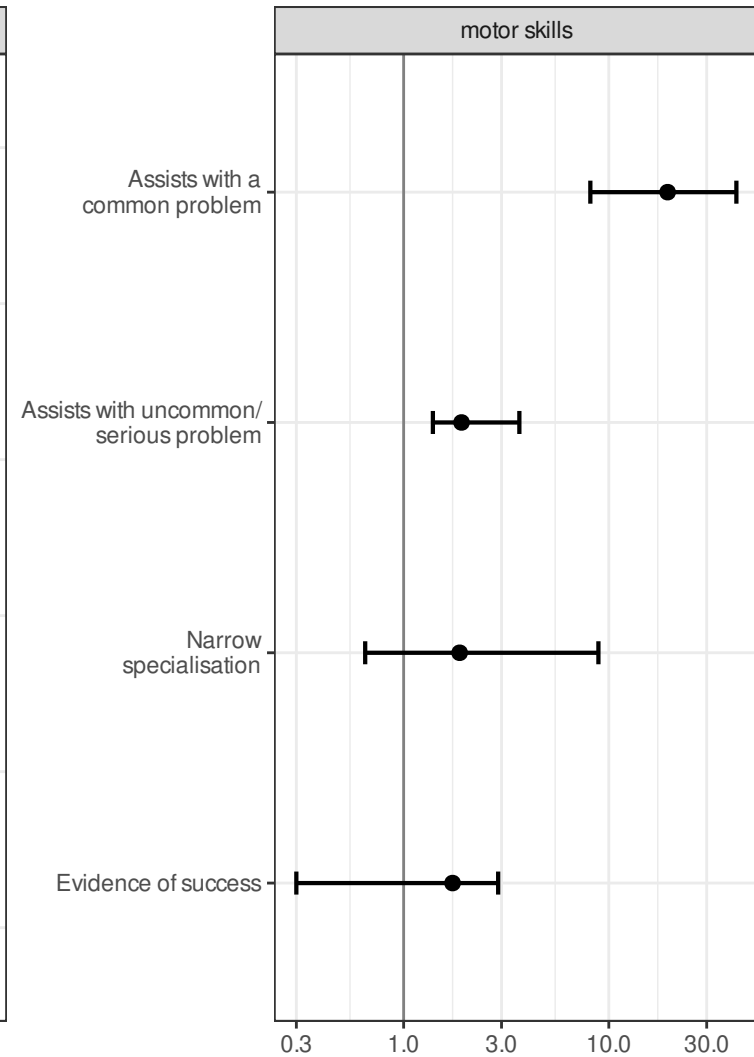 motor skills
Assists with a
common problem
Assists with uncommon/
serious problem
Narrow
specialisation
Evidence of success
0.3 1.0 3.0 10.0 30.0